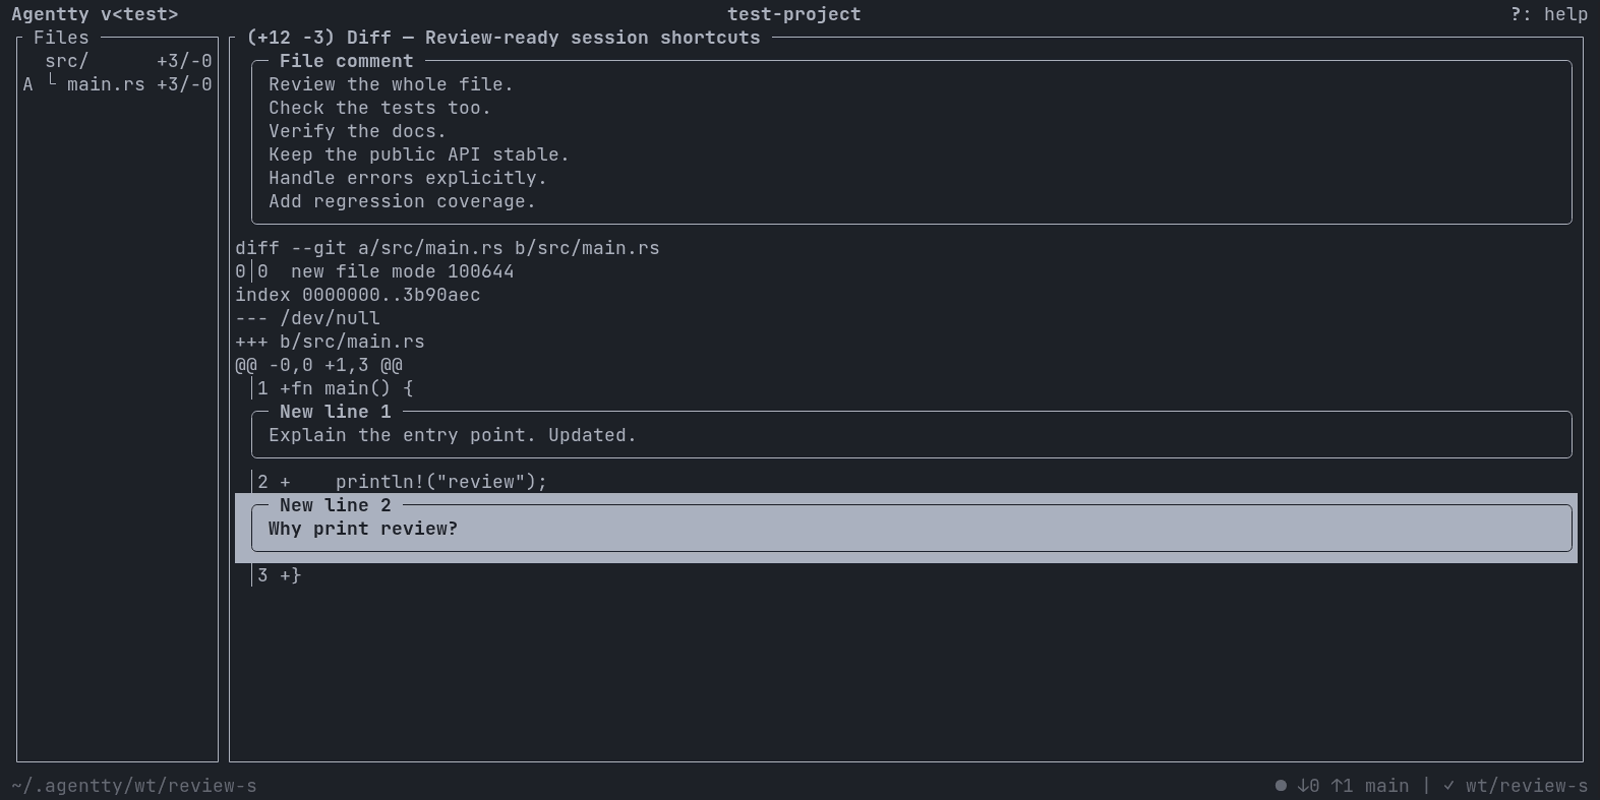 Agentty v<test> test-project ?: help
Files
src/ +3/-0
A └ main.rs +3/-0
(+12 -3) Diff — Review-ready session shortcuts
File comment
Review the whole file.
Check the tests too.
Verify the docs.
Keep the public API stable.
Handle errors explicitly.
Add regression coverage.
diff --git a/src/main.rs b/src/main.rs
0│0  new file mode 100644
index 0000000..3b90aec
--- /dev/null
+++ b/src/main.rs
@@ -0,0 +1,3 @@
│1 +fn main() {
New line 1
Explain the entry point. Updated.
│2 +    println!("review");
New line 2
Why print review?
│3 +}
~/.agentty/wt/review-s ● ↓0 ↑1 main | ✓ wt/review-s